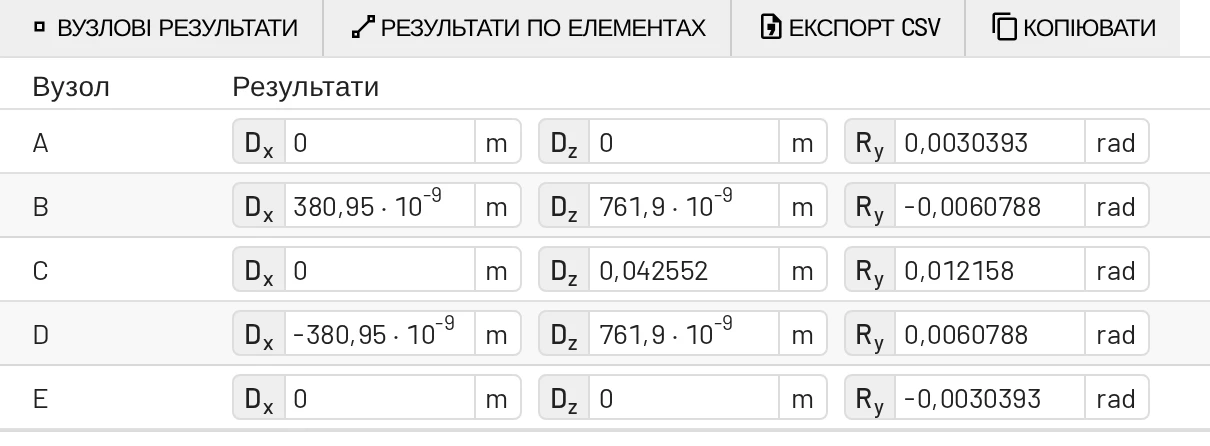 ВУЗЛОВІ РЕЗУЛЬТАТИ РЕЗУЛЬТАТИ ПО ЕЛЕМЕНТАХ ЕКСПОРТ CSV КОПІЮВАТИ
Вузол Результати
A Dx 0 m Dz 0 m Ry 0,0030393 rad
B Dx 380,95 · 10^-9 m Dz 761,9 · 10^-9 m Ry -0,0060788 rad
C Dx 0 m Dz 0,042552 m Ry 0,012158 rad
D Dx -380,95 · 10^-9 m Dz 761,9 · 10^-9 m Ry 0,0060788 rad
E Dx 0 m Dz 0 m Ry -0,0030393 rad